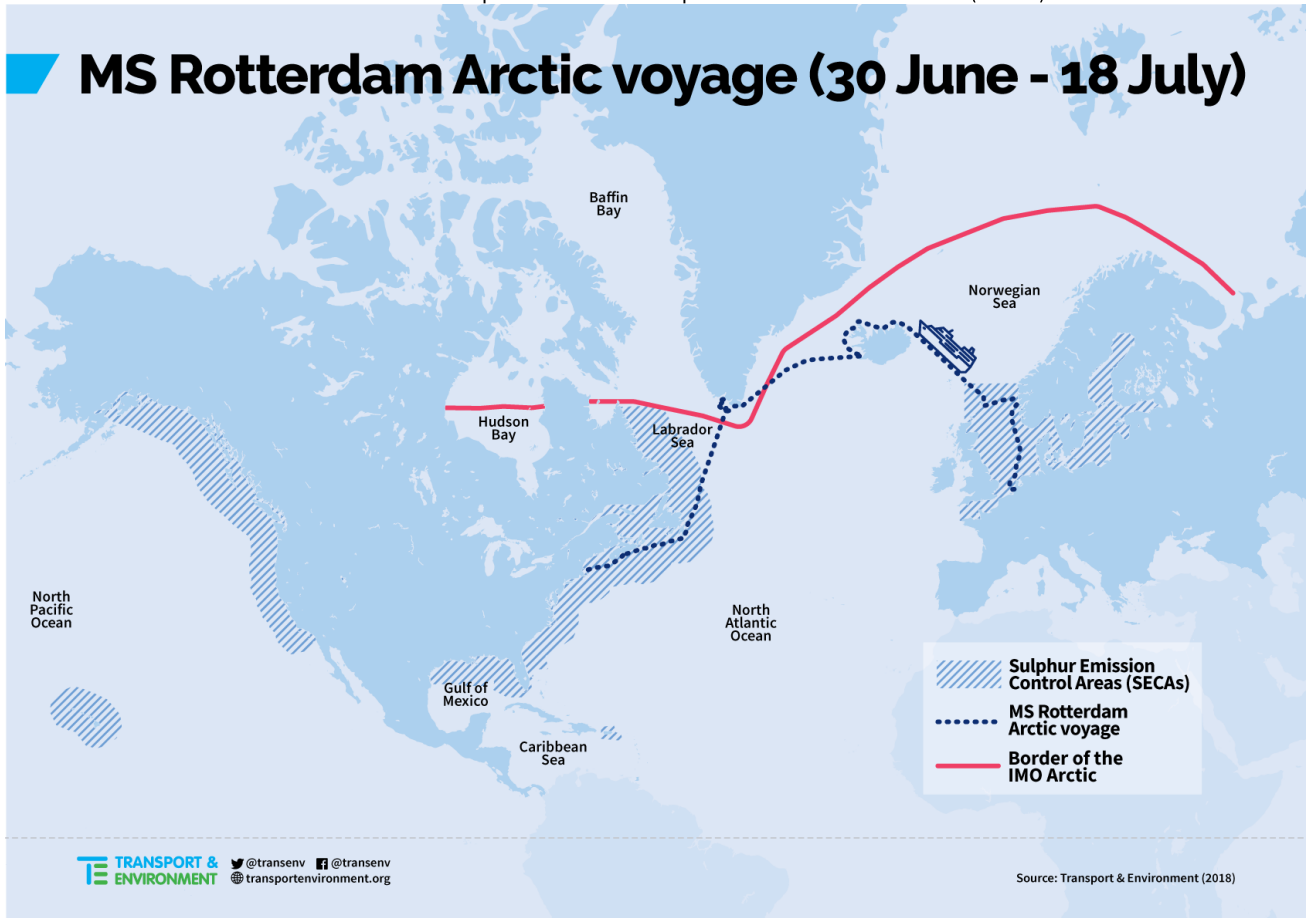 MS Rotterdam Arctic voyage (30 June - 18 July)
Baffin
Bay
Norwegian
Sea
Hudson
Bay
Labrador
Sea
North
Pacific
Ocean
North
Atlantic
Ocean
Gulf of
Mexico
Caribbean
Sea
Sulphur Emission
Control Areas (SECAs)
MS Rotterdam
Arctic voyage
Border of the
IMO Arctic
TE TRANSPORT &
ENVIRONMENT
@transenv @transenv
transportenvironment.org
Source: Transport & Environment (2018)